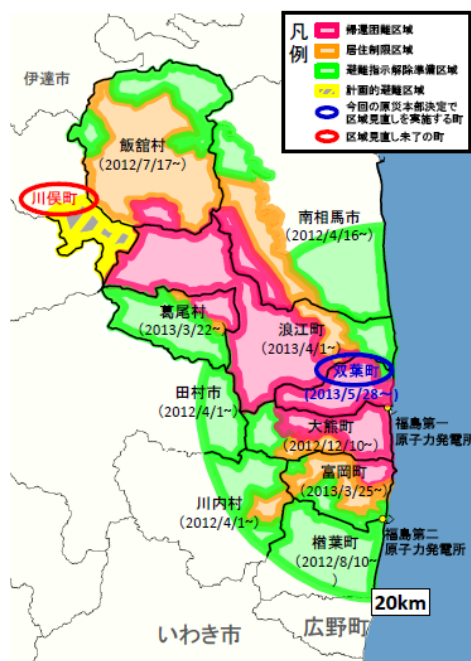 凡
例
帰還困難区域
居住制限区域
避難指示解除準備区域
計画的避難区域
今回の原災本部決定で
区域見直しを実施する町
区域見直し未了の町
伊達市
飯舘村
(2012/7/17~)
川俣町
南相馬市
(2012/4/16~)
葛尾村
(2013/3/22~)
浪江町
(2013/4/1~)
双葉町
(2013/5/28~)
田村市
(2012/4/1~)
大熊町
(2012/12/10~)
福島第一
原子力発電所
富岡町
(2013/3/25~)
川内村
(2012/4/1~)
福島第二
原子力発電所
楢葉町
(2012/8/10~
)
20km
いわき市
広野町